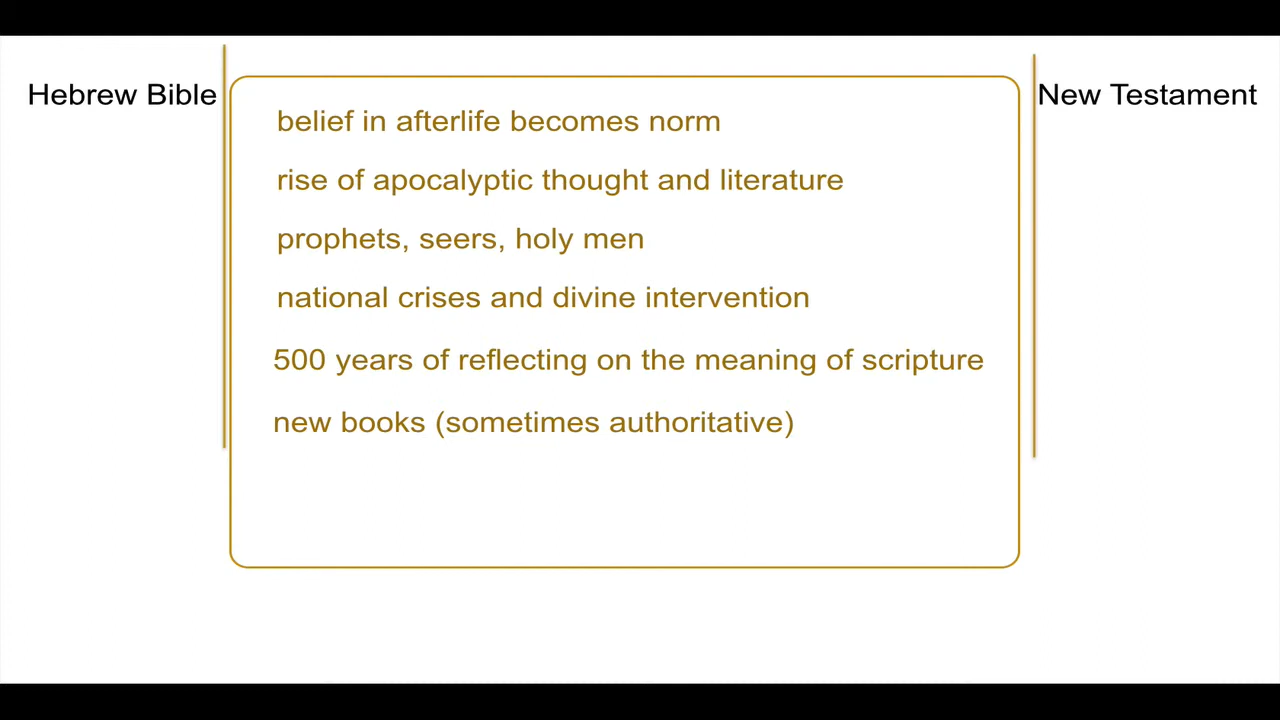 Hebrew Bible
New Testament
belief in afterlife becomes norm
rise of apocalyptic thought and literature
prophets, seers, holy men
national crises and divine intervention
500 years of reflecting on the meaning of scripture
new books (sometimes authoritative)